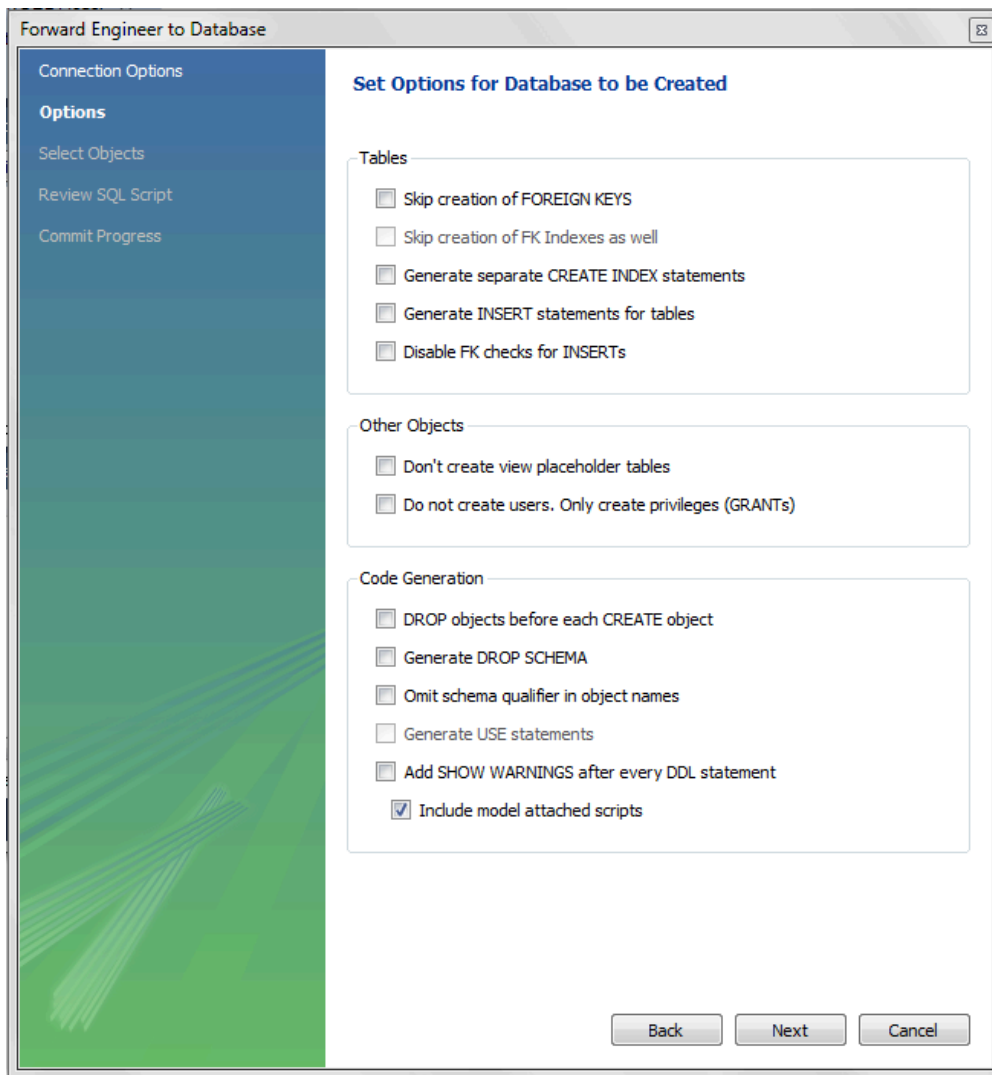 Forward Engineer to Database
Connection Options
Options
Select Objects
Review SQL Script
Commit Progress
Set Options for Database to be Created
Tables
Skip creation of FOREIGN KEYS
Skip creation of FK Indexes as well
Generate separate CREATE INDEX statements
Generate INSERT statements for tables
Disable FK checks for INSERTs
Other Objects
Don't create view placeholder tables
Do not create users. Only create privileges (GRANTs)
Code Generation
DROP objects before each CREATE object
Generate DROP SCHEMA
Omit schema qualifier in object names
Generate USE statements
Add SHOW WARNINGS after every DDL statement
Include model attached scripts
Back Next Cancel